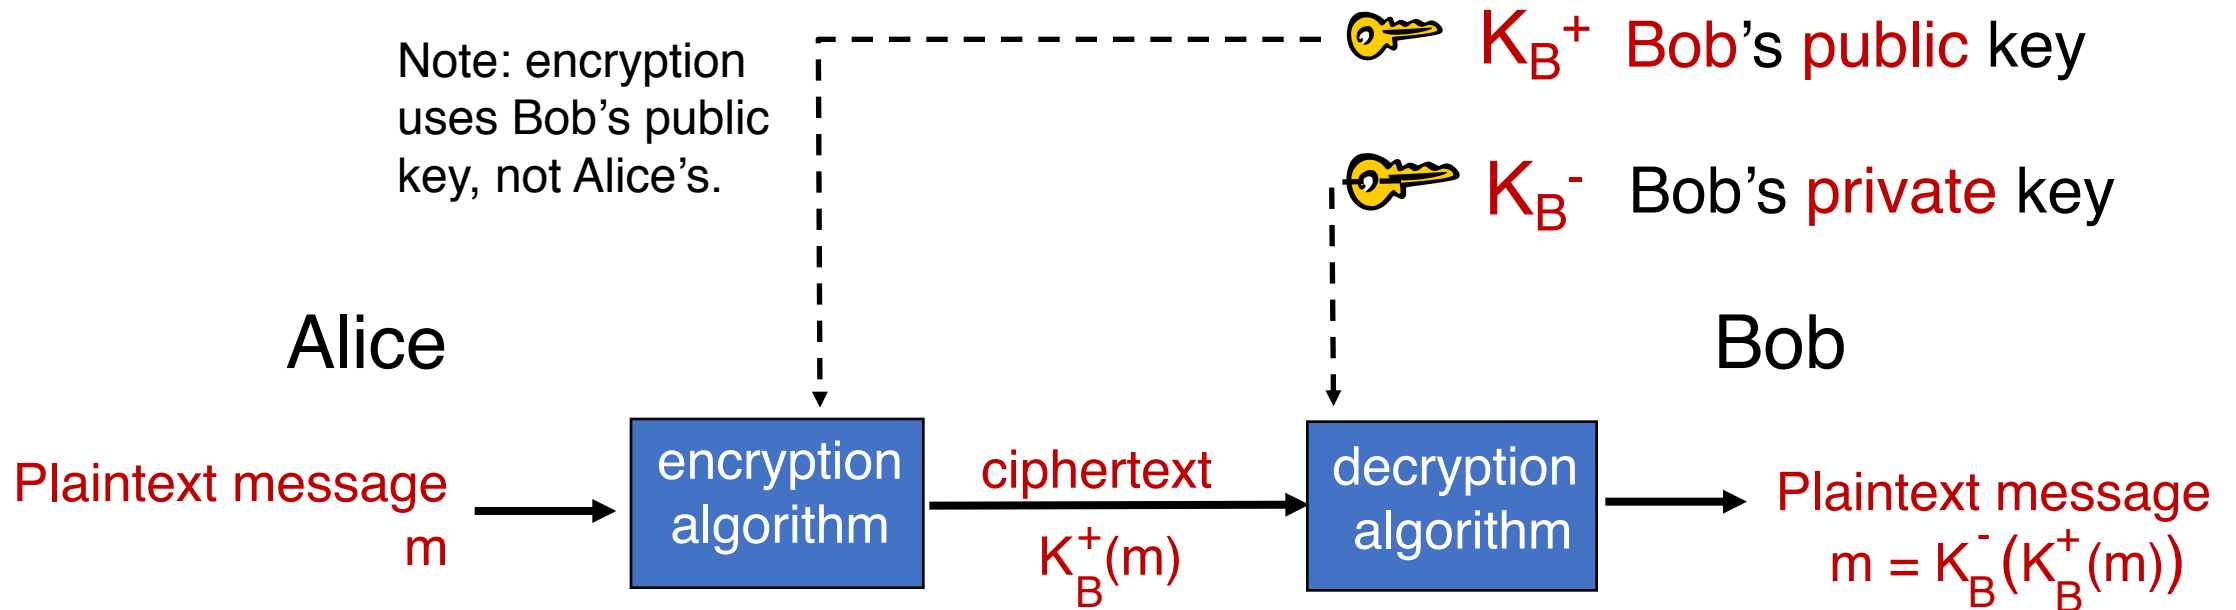 Note: encryption
uses Bob’s public
key, not Alice’s.
K_B^+ Bob’s public key
K_B^- Bob’s private key
Alice
Bob
Plaintext message
m
encryption
algorithm
ciphertext
K_B^+(m)
decryption
algorithm
Plaintext message
m = K_B^-(K_B^+(m))